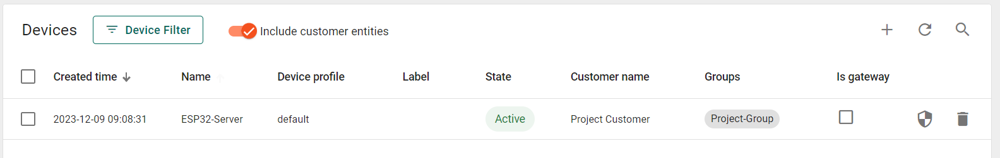 Devices Device Filter Include customer entities
Created time Name Device profile Label State Customer name Groups Is gateway
2023-12-09 09:08:31 ESP32-Server default Active Project Customer Project-Group